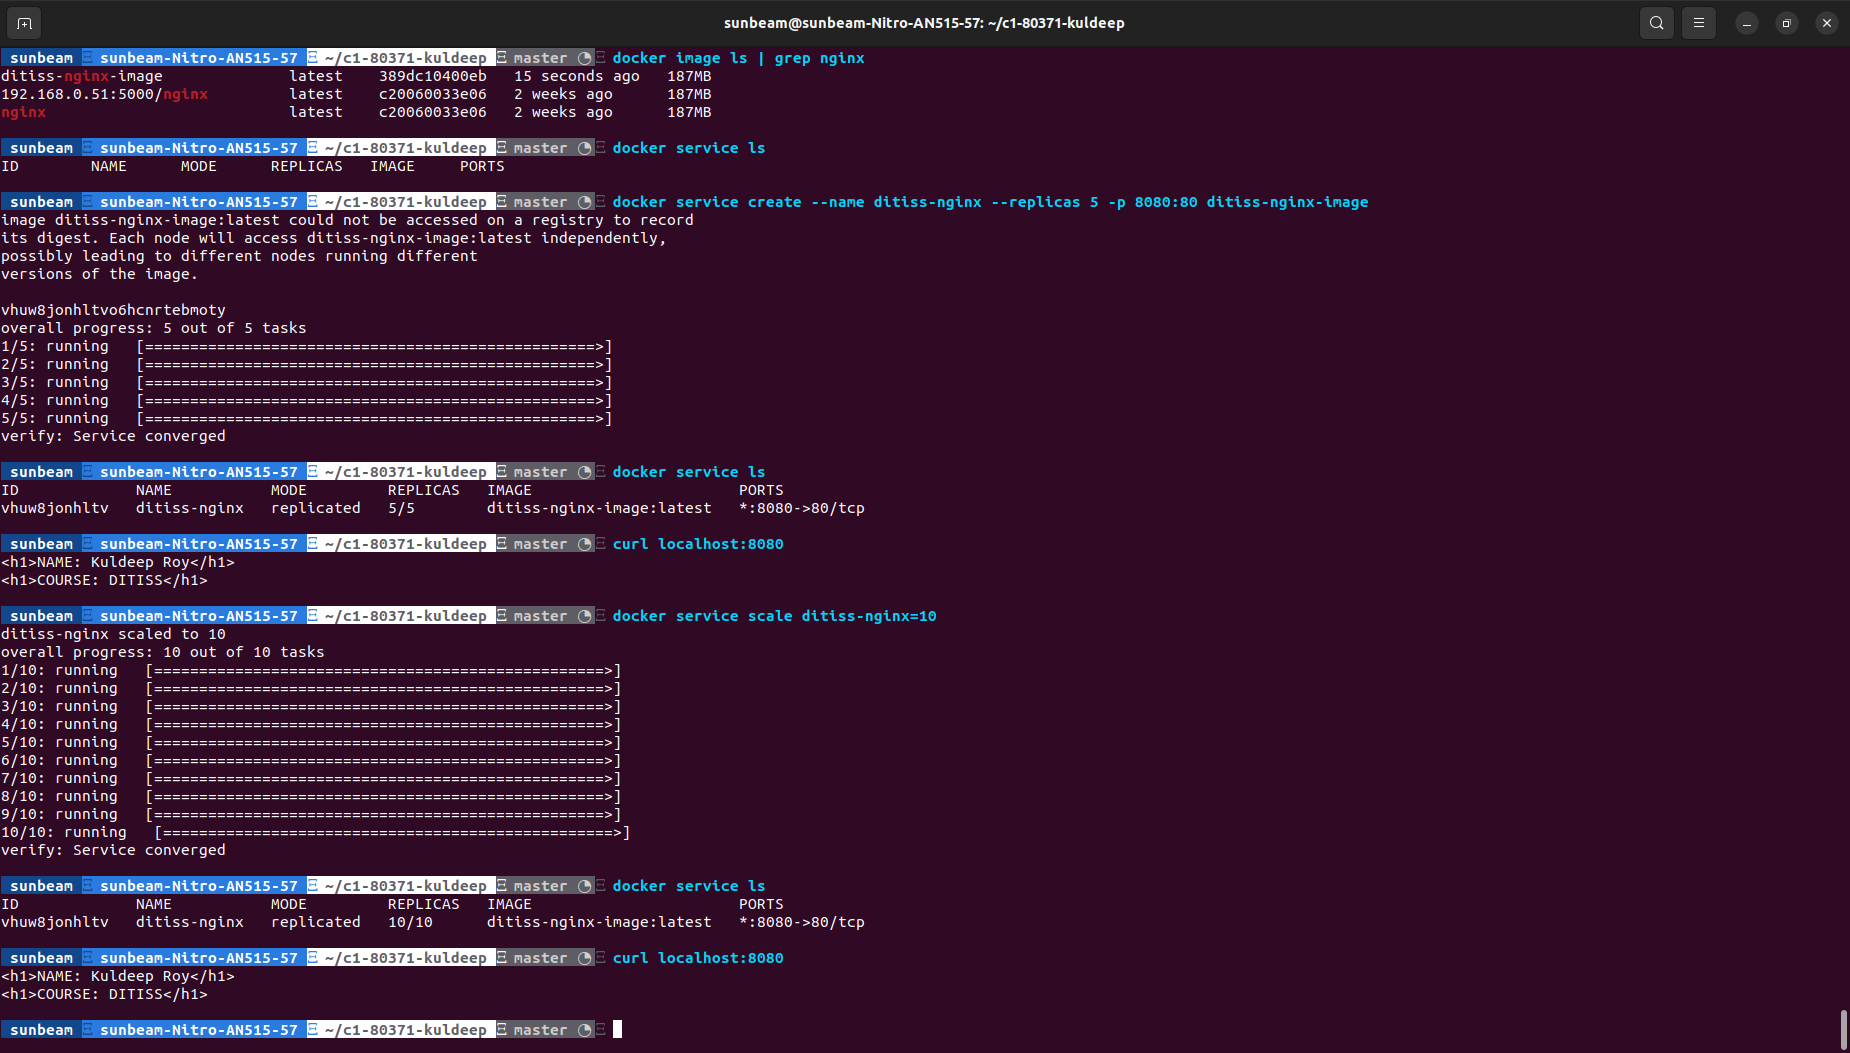 sunbeam@sunbeam-Nitro-AN515-57: ~/c1-80371-kuldeep
sunbeam sunbeam-Nitro-AN515-57 ~/c1-80371-kuldeep master docker image ls | grep nginx
ditiss-nginx-image latest 389dc10400eb 15 seconds ago 187MB
192.168.0.51:5000/nginx latest c20060033e06 2 weeks ago 187MB
nginx latest c20060033e06 2 weeks ago 187MB
sunbeam sunbeam-Nitro-AN515-57 ~/c1-80371-kuldeep master docker service ls
ID NAME MODE REPLICAS IMAGE PORTS
sunbeam sunbeam-Nitro-AN515-57 ~/c1-80371-kuldeep master docker service create --name ditiss-nginx --replicas 5 -p 8080:80 ditiss-nginx-image
image ditiss-nginx-image:latest could not be accessed on a registry to record
its digest. Each node will access ditiss-nginx-image:latest independently,
possibly leading to different nodes running different
versions of the image.
vhuw8jonhltvo6hcnrtebmoty
overall progress: 5 out of 5 tasks
1/5: running [==================================================>]
2/5: running [==================================================>]
3/5: running [==================================================>]
4/5: running [==================================================>]
5/5: running [==================================================>]
verify: Service converged
sunbeam sunbeam-Nitro-AN515-57 ~/c1-80371-kuldeep master docker service ls
ID NAME MODE REPLICAS IMAGE PORTS
vhuw8jonhltv ditiss-nginx replicated 5/5 ditiss-nginx-image:latest *:8080->80/tcp
sunbeam sunbeam-Nitro-AN515-57 ~/c1-80371-kuldeep master curl localhost:8080
<h1>NAME: Kuldeep Roy</h1>
<h1>COURSE: DITISS</h1>
sunbeam sunbeam-Nitro-AN515-57 ~/c1-80371-kuldeep master docker service scale ditiss-nginx=10
ditiss-nginx scaled to 10
overall progress: 10 out of 10 tasks
1/10: running [==================================================>]
2/10: running [==================================================>]
3/10: running [==================================================>]
4/10: running [==================================================>]
5/10: running [==================================================>]
6/10: running [==================================================>]
7/10: running [==================================================>]
8/10: running [==================================================>]
9/10: running [==================================================>]
10/10: running [==================================================>]
verify: Service converged
sunbeam sunbeam-Nitro-AN515-57 ~/c1-80371-kuldeep master docker service ls
ID NAME MODE REPLICAS IMAGE PORTS
vhuw8jonhltv ditiss-nginx replicated 10/10 ditiss-nginx-image:latest *:8080->80/tcp
sunbeam sunbeam-Nitro-AN515-57 ~/c1-80371-kuldeep master curl localhost:8080
<h1>NAME: Kuldeep Roy</h1>
<h1>COURSE: DITISS</h1>
sunbeam sunbeam-Nitro-AN515-57 ~/c1-80371-kuldeep master